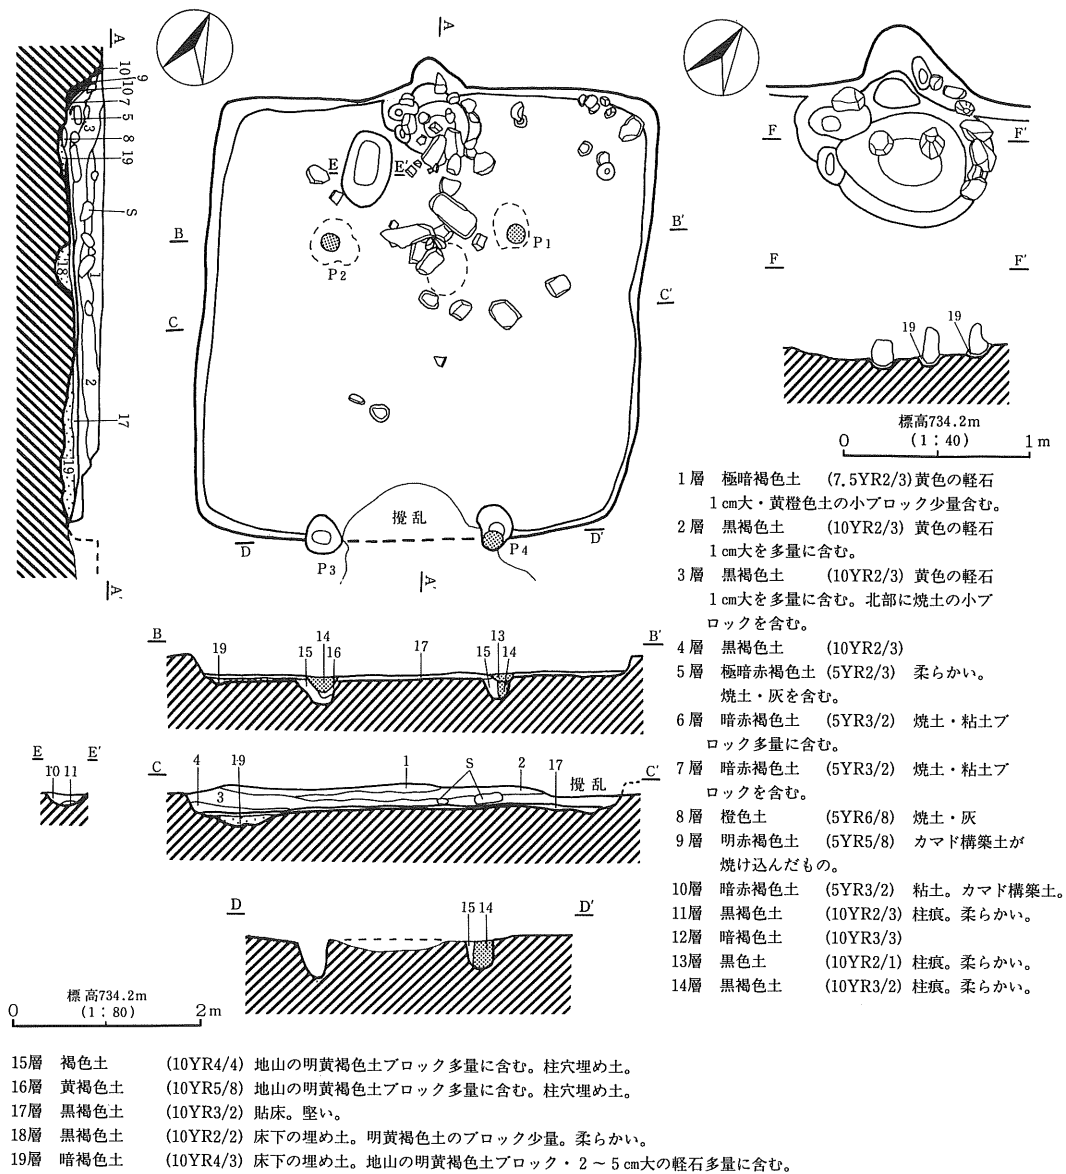 A
A
10
9
10
7
5
3
8
19
S
18
1
2
17
19
A'
E
E'
B
B'
P2
P1
C
C'
攪乱
D
D'
P3
P4
A'
F
F'
F
F'
19
19
標高734.2m
(1:40)
0
1m
B
B'
19
15
14
16
17
15
13
14
E
E'
10
11
C
C'
4
3
19
1
S
2
17
攪乱
D
D'
15
14
標高734.2m
(1:80)
0
2m
1層 極暗褐色土 (7.5YR2/3) 黄色の軽石
1cm大・黄橙色土の小ブロック少量含む。
2層 黒褐色土 (10YR2/3) 黄色の軽石
1cm大を多量に含む。
3層 黒褐色土 (10YR2/3) 黄色の軽石
1cm大を多量に含む。北部に焼土の小ブ
ロックを含む。
4層 黒褐色土 (10YR2/3)
5層 極暗赤褐色土 (5YR2/3) 柔らかい。
焼土・灰を含む。
6層 暗赤褐色土 (5YR3/2) 焼土・粘土ブ
ロック多量に含む。
7層 暗赤褐色土 (5YR3/2) 焼土・粘土ブ
ロックを含む。
8層 橙色土 (5YR6/8) 焼土・灰
9層 明赤褐色土 (5YR5/8) カマド構築土が
焼け込んだもの。
10層 暗赤褐色土 (5YR3/2) 粘土。カマド構築土。
11層 黒褐色土 (10YR2/3) 柱痕。柔らかい。
12層 暗褐色土 (10YR3/3)
13層 黒色土 (10YR2/1) 柱痕。柔らかい。
14層 黒褐色土 (10YR3/2) 柱痕。柔らかい。
15層 褐色土 (10YR4/4) 地山の明黄褐色土ブロック多量に含む。柱穴埋め土。
16層 黄褐色土 (10YR5/8) 地山の明黄褐色土ブロック多量に含む。柱穴埋め土。
17層 黒褐色土 (10YR3/2) 貼床。堅い。
18層 黒褐色土 (10YR2/2) 床下の埋め土。明黄褐色土のブロック少量。柔らかい。
19層 暗褐色土 (10YR4/3) 床下の埋め土。地山の明黄褐色土ブロック・2~5cm大の軽石多量に含む。